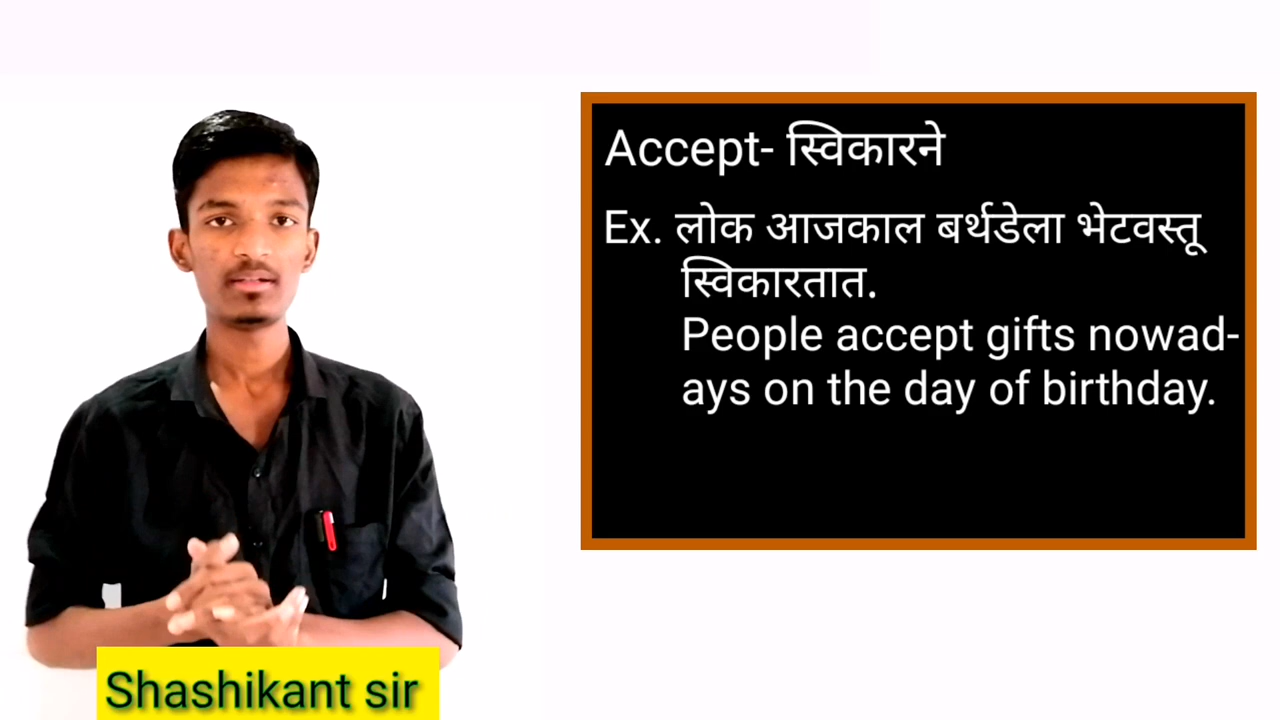 Accept- स्विकारने
Ex. लोक आजकाल बर्थडेला भेटवस्तू
स्विकारतात.
People accept gifts nowad-
ays on the day of birthday.
Shashikant sir